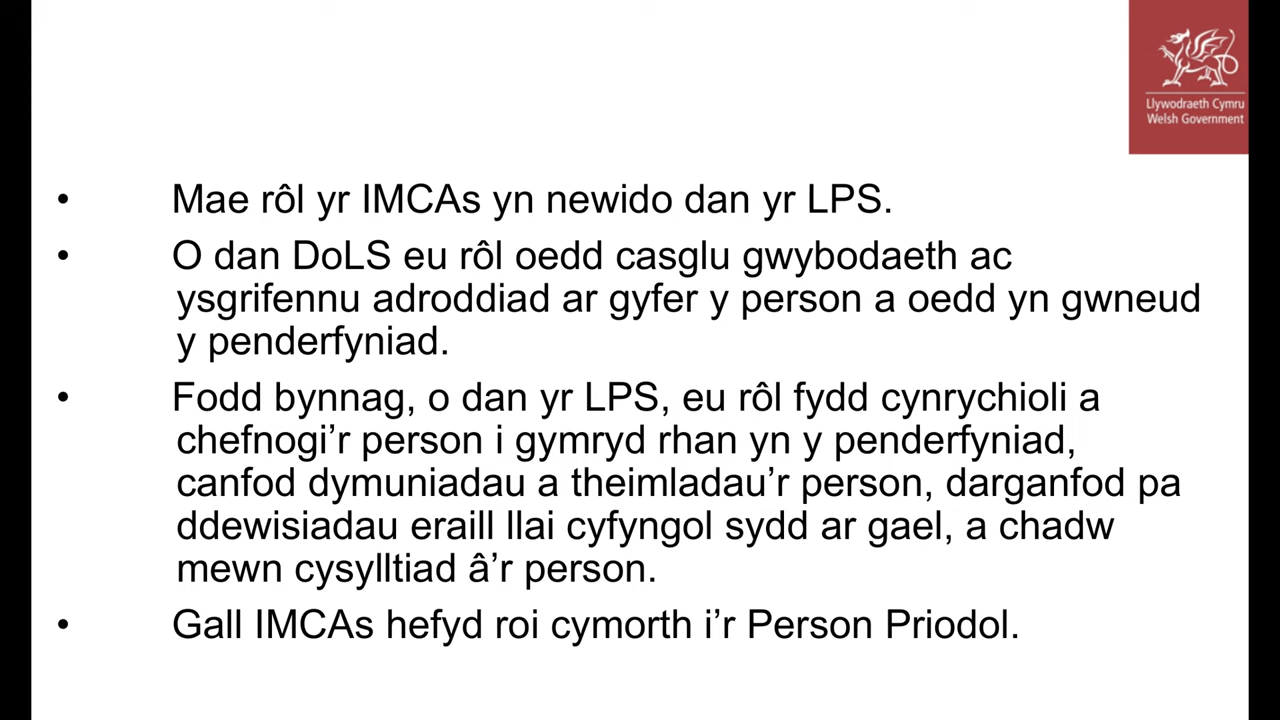 Llywodraeth Cymru
Welsh Government
• Mae rôl yr IMCAs yn newido dan yr LPS.
• O dan DoLS eu rôl oedd casglu gwybodaeth ac
ysgrifennu adroddiad ar gyfer y person a oedd yn gwneud
y penderfyniad.
• Fodd bynnag, o dan yr LPS, eu rôl fydd cynrychioli a
chefnogi’r person i gymryd rhan yn y penderfyniad,
canfod dymuniadau a theimladau’r person, darganfod pa
ddewisiadau eraill llai cyfyngol sydd ar gael, a chadw
mewn cysylltiad â’r person.
• Gall IMCAs hefyd roi cymorth i’r Person Priodol.